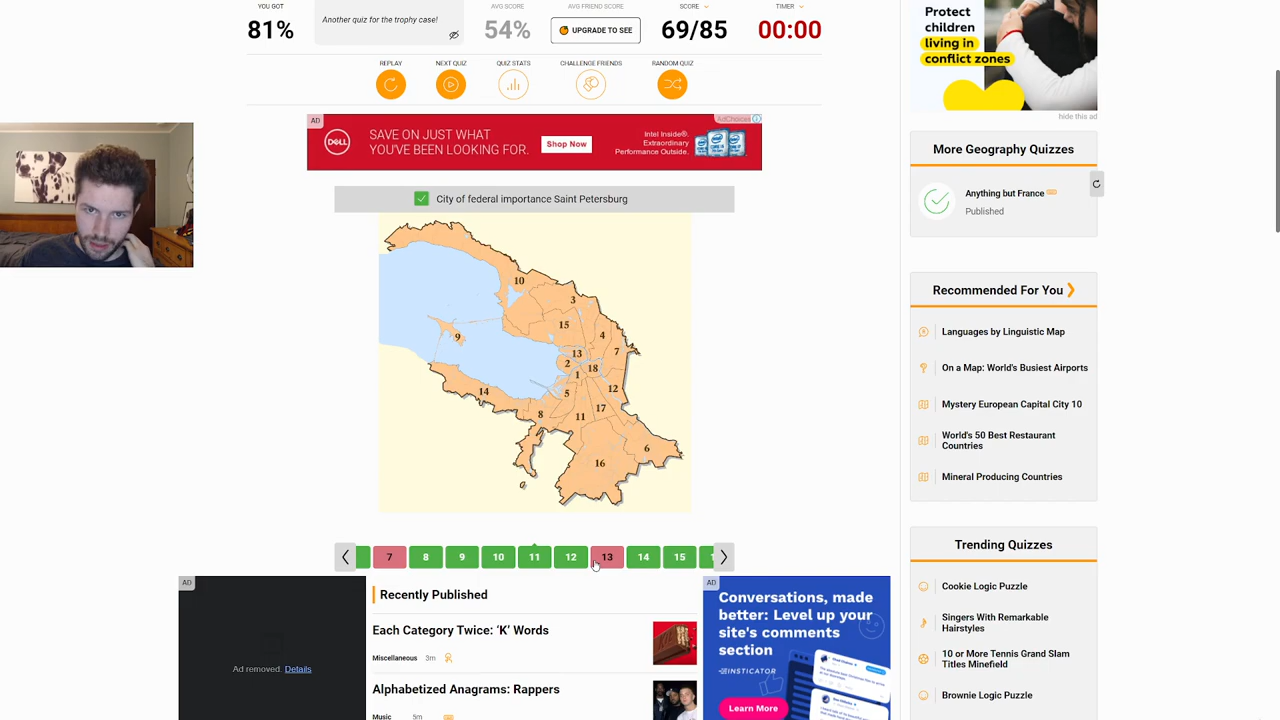 YOU GOT
81%
Another quiz for the trophy case!
AVG SCORE
54%
AVG FRIEND SCORE
UPGRADE TO SEE
SCORE
69/85
TIMER
00:00
REPLAY
NEXT QUIZ
QUIZ STATS
CHALLENGE FRIENDS
RANDOM QUIZ
AD
DELL
SAVE ON JUST WHAT
YOU'VE BEEN LOOKING FOR.
Shop Now
Intel Inside®.
Extraordinary
Performance Outside.
AdChoices
City of federal importance Saint Petersburg
10
3
15
4
9
13
7
2
18
1
14
5
12
8
17
11
6
16
a
7
8
9
10
11
12
13
14
15
AD
Ad removed. Details
Recently Published
Each Category Twice: ‘K’ Words
Miscellaneous 3m
Alphabetized Anagrams: Rappers
Music 5m
AD
Conversations, made
better: Level up your
site's comments
section
INSTICATOR
Learn More
Protect
children
living in
conflict zones
hide this ad
More Geography Quizzes
Anything but France
Published
Recommended For You
Languages by Linguistic Map
On a Map: World's Busiest Airports
Mystery European Capital City 10
World's 50 Best Restaurant
Countries
Mineral Producing Countries
Trending Quizzes
Cookie Logic Puzzle
Singers With Remarkable
Hairstyles
10 or More Tennis Grand Slam
Titles Minefield
Brownie Logic Puzzle